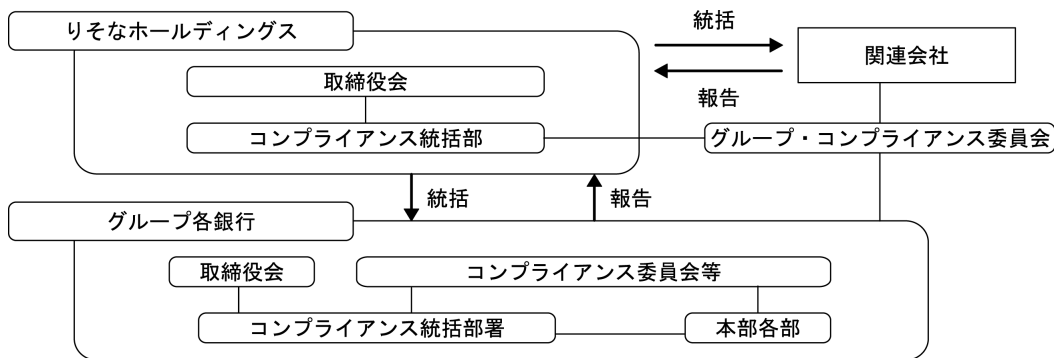 りそなホールディングス
統括
関連会社
取締役会
報告
コンプライアンス統括部
グループ・コンプライアンス委員会
統括
報告
グループ各銀行
取締役会
コンプライアンス委員会等
コンプライアンス統括部署
本部各部